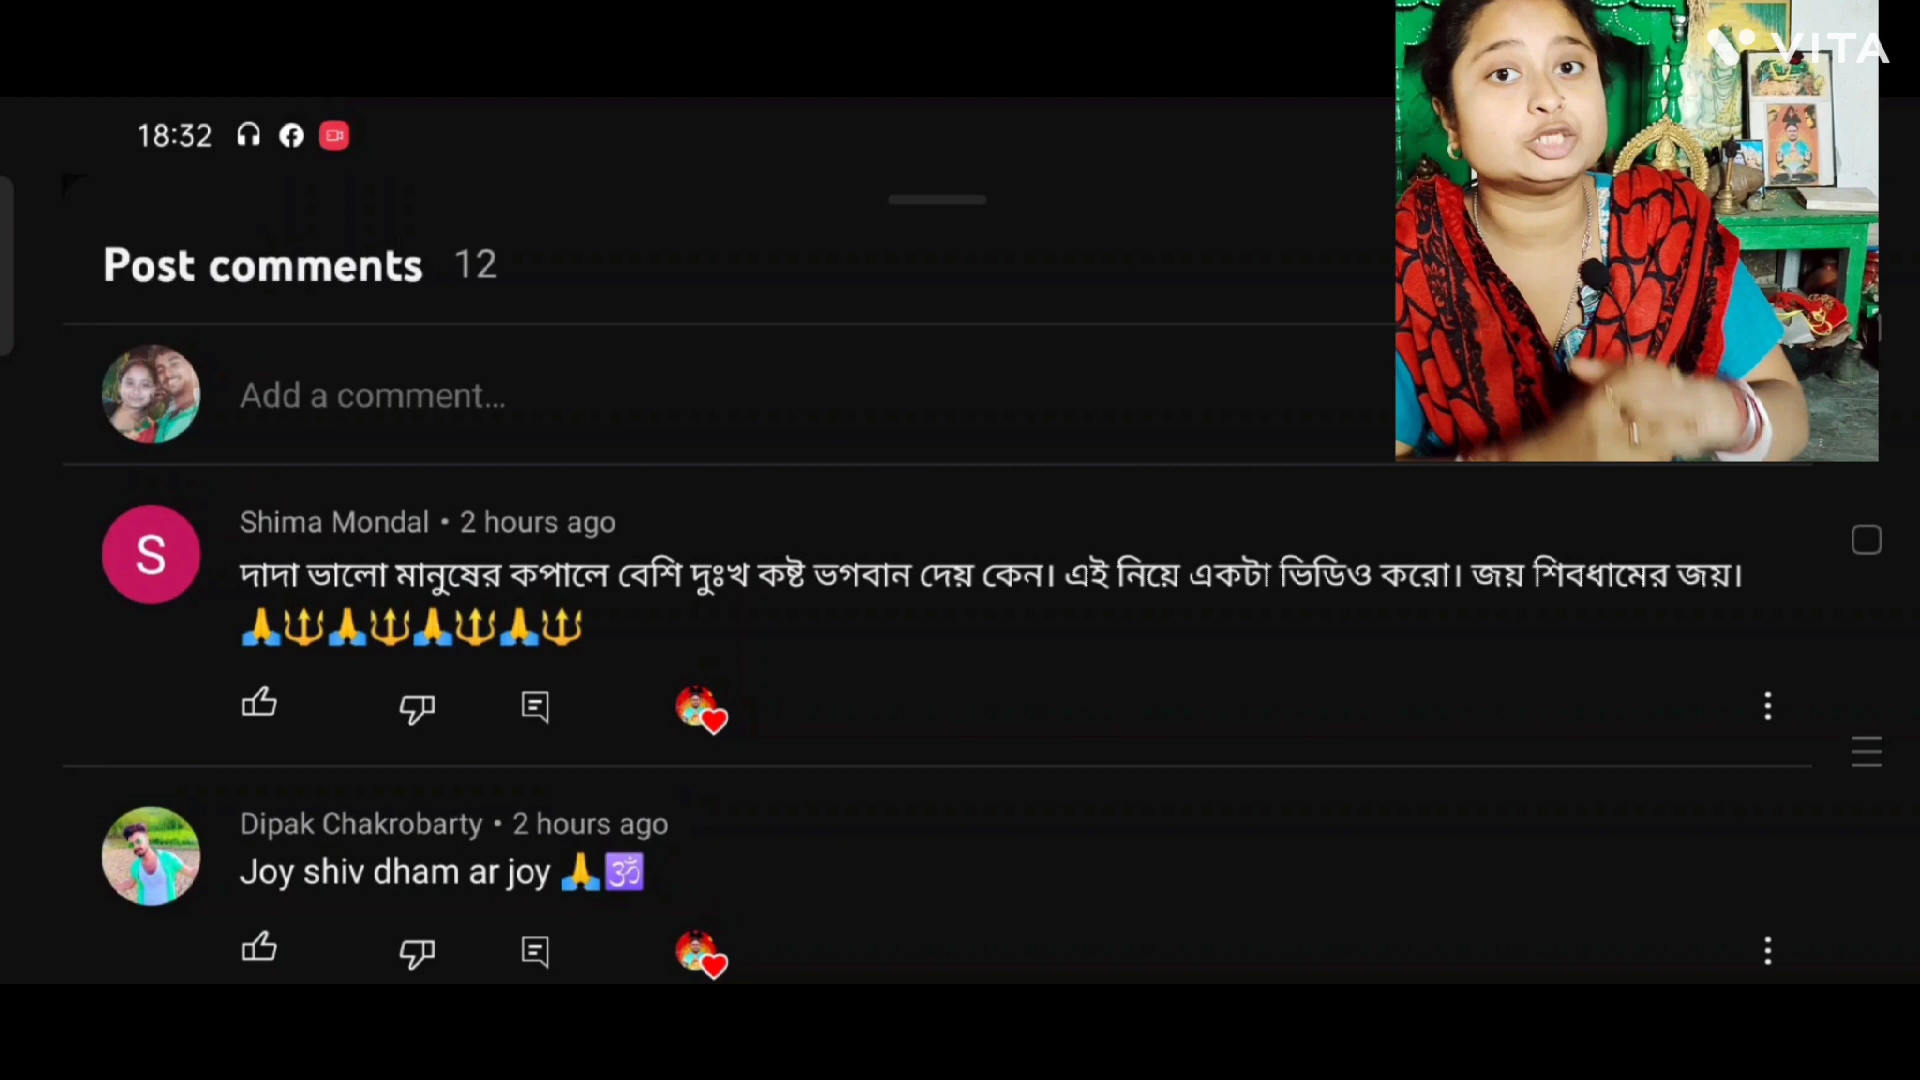 VITA
18:32
Post comments 12
Add a comment...
S
Shima Mondal • 2 hours ago
দাদা ভালো মানুষের কপালে বেশি দুঃখ কষ্ট ভগবান দেয় কেন। এই নিয়ে একটা ভিডিও করো। জয় শিবধামের জয়।
🙏🔱🙏🔱🙏🔱🙏🔱
Dipak Chakrobarty • 2 hours ago
Joy shiv dham ar joy 🙏🕉